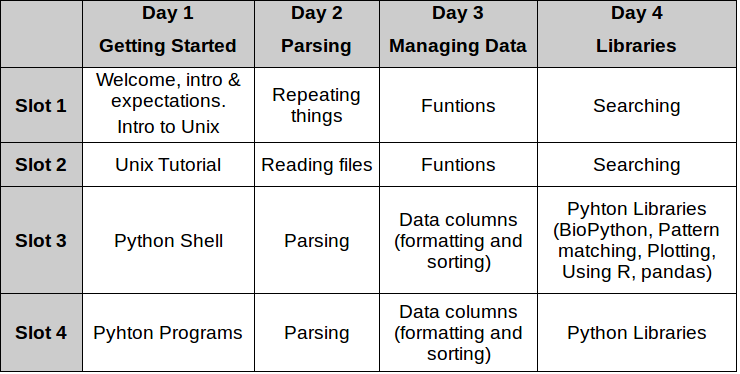 Day 1
Getting Started
Day 2
Parsing
Day 3
Managing Data
Day 4
Libraries
Slot 1
Welcome, intro &
expectations.
Intro to Unix
Repeating
things
Funtions
Searching
Slot 2
Unix Tutorial
Reading files
Funtions
Searching
Slot 3
Python Shell
Parsing
Data columns
(formatting and
sorting)
Pyhton Libraries
(BioPython, Pattern
matching, Plotting,
Using R, pandas)
Slot 4
Pyhton Programs
Parsing
Data columns
(formatting and
sorting)
Python Libraries